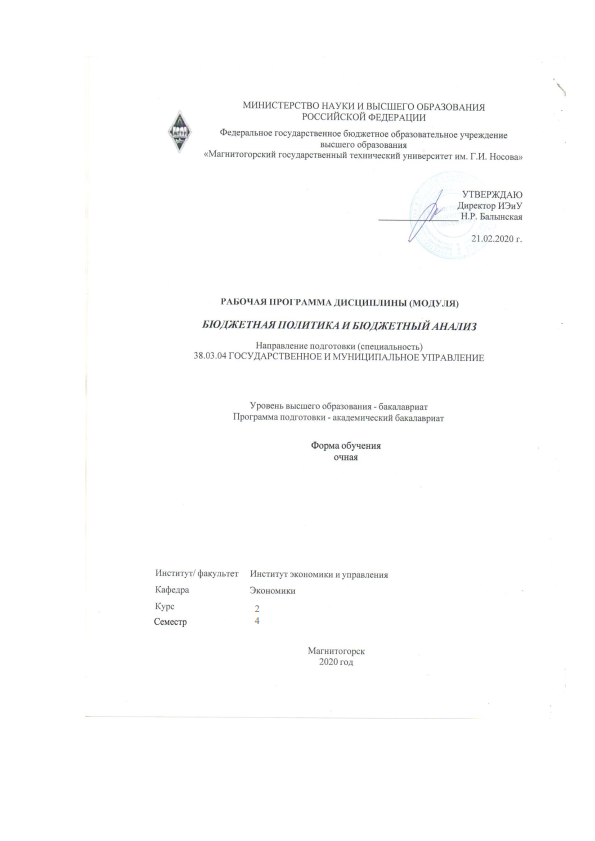 МИНИСТЕРСТВО НАУКИ И ВЫСШЕГО ОБРАЗОВАНИЯ
РОССИЙСКОЙ ФЕДЕРАЦИИ
Федеральное государственное бюджетное образовательное учреждение
высшего образования
«Магнитогорский государственный технический университет им. Г.И. Носова»
УТВЕРЖДАЮ
Директор ИЭиУ
Н.Р. Балынская
21.02.2020 г.
РАБОЧАЯ ПРОГРАММА ДИСЦИПЛИНЫ (МОДУЛЯ)
БЮДЖЕТНАЯ ПОЛИТИКА И БЮДЖЕТНЫЙ АНАЛИЗ
Направление подготовки (специальность)
38.03.04 ГОСУДАРСТВЕННОЕ И МУНИЦИПАЛЬНОЕ УПРАВЛЕНИЕ
Уровень высшего образования - бакалавриат
Программа подготовки - академический бакалавриат
Форма обучения
очная
Институт/ факультет Институт экономики и управления
Кафедра Экономики
Курс 2
Семестр 4
Магнитогорск
2020 год